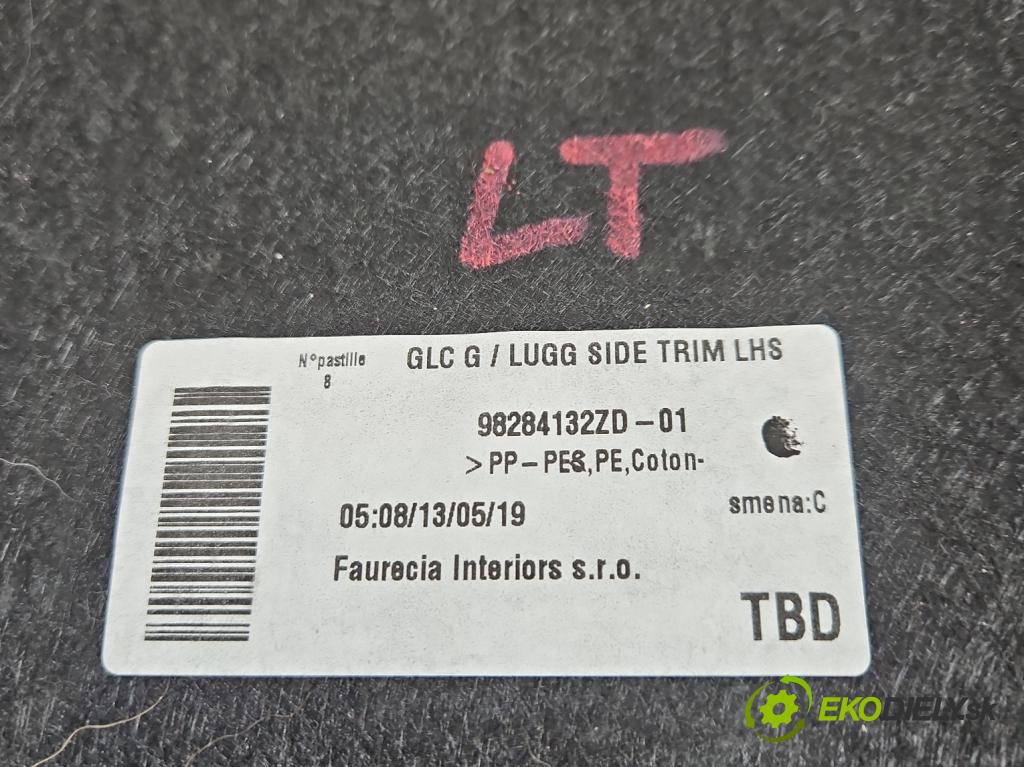 LT
N°pastille
8
GLC G / LUGG SIDE TRIM LHS
98284132ZD-01
>PP-PES,PE,Coton-
05:08/13/05/19
smena:C
Faurecia Interiors s.r.o.
TBD
EKODIELY.SK